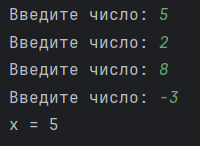 Введите число: 5
Введите число: 2
Введите число: 8
Введите число: -3
x = 5